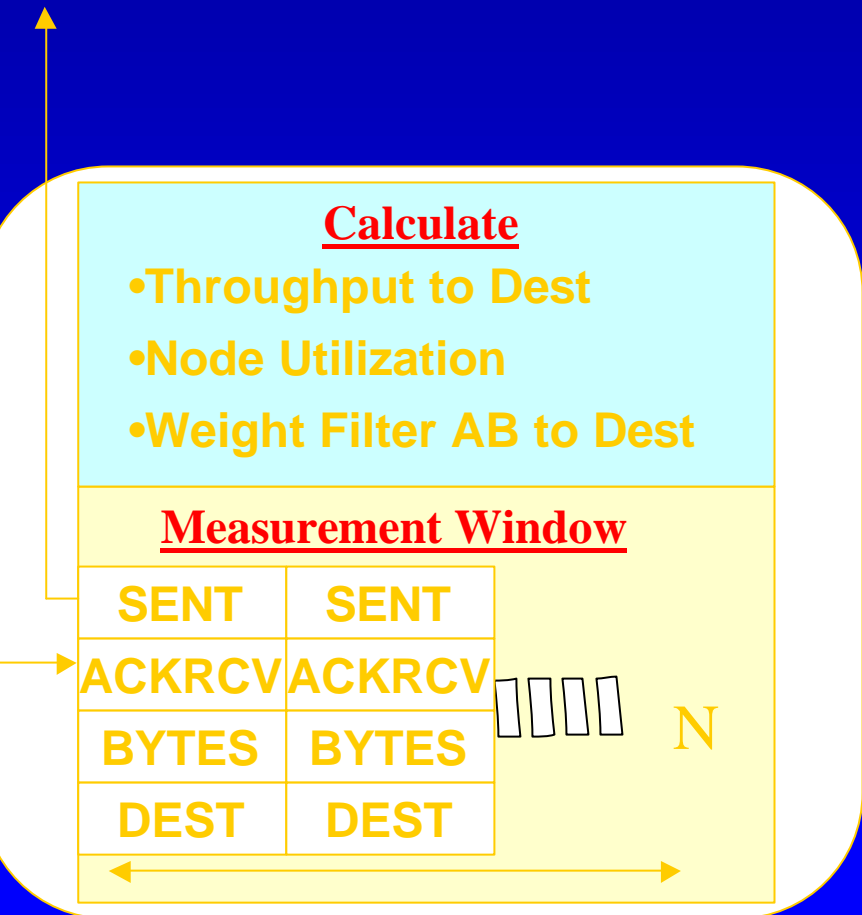 Calculate
•Throughput to Dest
•Node Utilization
•Weight Filter AB to Dest
Measurement Window
SENT SENT
ACKRCV ACKRCV
BYTES BYTES
N
DEST DEST